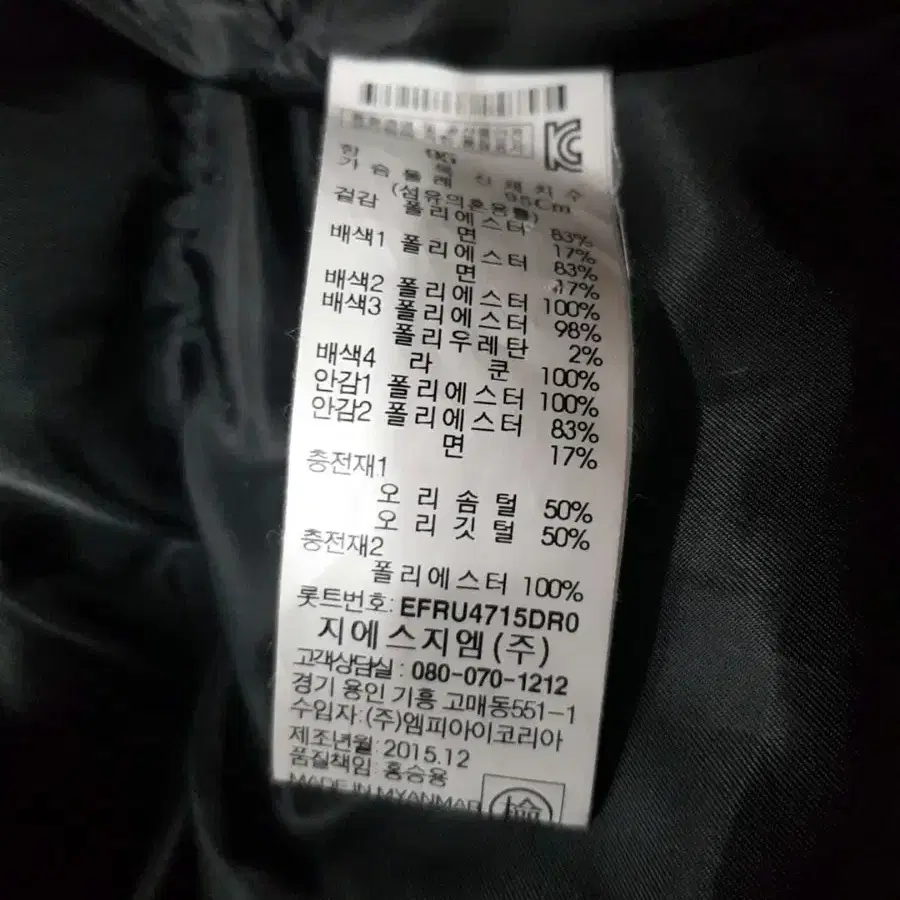 95
가슴둘레 신체치수
95Cm
(섬유의혼용률)
겉감 폴리에스터 83%
면 17%
배색1 폴리에스터 83%
면 17%
배색2 폴리에스터 100%
배색3 폴리에스터 98%
폴리우레탄 2%
배색4 라 쿤 100%
안감1 폴리에스터 100%
안감2 폴리에스터 83%
면 17%
충전재1
오리솜털 50%
오리깃털 50%
충전재2
폴리에스터 100%
롯트번호: EFRU4715DR0
지에스지엠(주)
고객상담실 : 080-070-1212
경기 용인 기흥 고매동551-1
수입자:(주)엠피아이코리아
제조년월: 2015.12
품질책임: 홍승용
MADE IN MYANMAR
檢